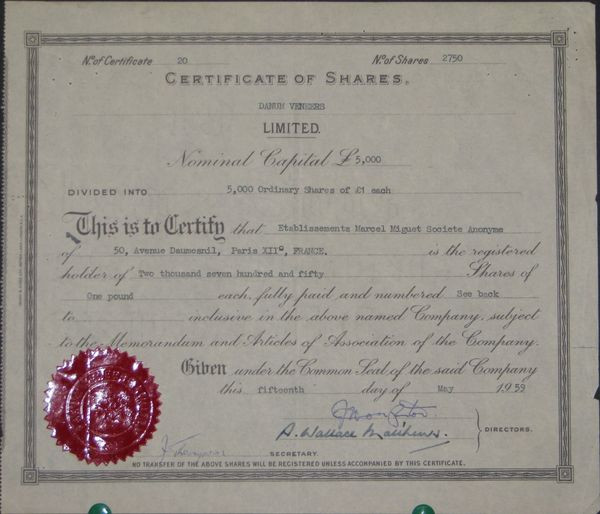 No. of Certificate 20 No. of Shares 2750
CERTIFICATE OF SHARES.
DANUM VENEERS
LIMITED.
Nominal Capital £ 5,000
DIVIDED INTO 5,000 Ordinary Shares of £1 each
This is to Certify that Etablissements Marcel Miguet Societe Anonyme
of 50, Avenue Daumesnil, Paris XIIe, FRANCE. is the registered
holder of Two thousand seven hundred and fifty Shares of
One pound each, fully paid and numbered See back
to inclusive in the above named Company, subject
to the Memorandum and Articles of Association of the Company.
Given under the Common Seal of the said Company
this fifteenth day of May 1959
A. Wallace Matthews
DIRECTORS.
SECRETARY.
NO TRANSFER OF THE ABOVE SHARES WILL BE REGISTERED UNLESS ACCOMPANIED BY THIS CERTIFICATE.